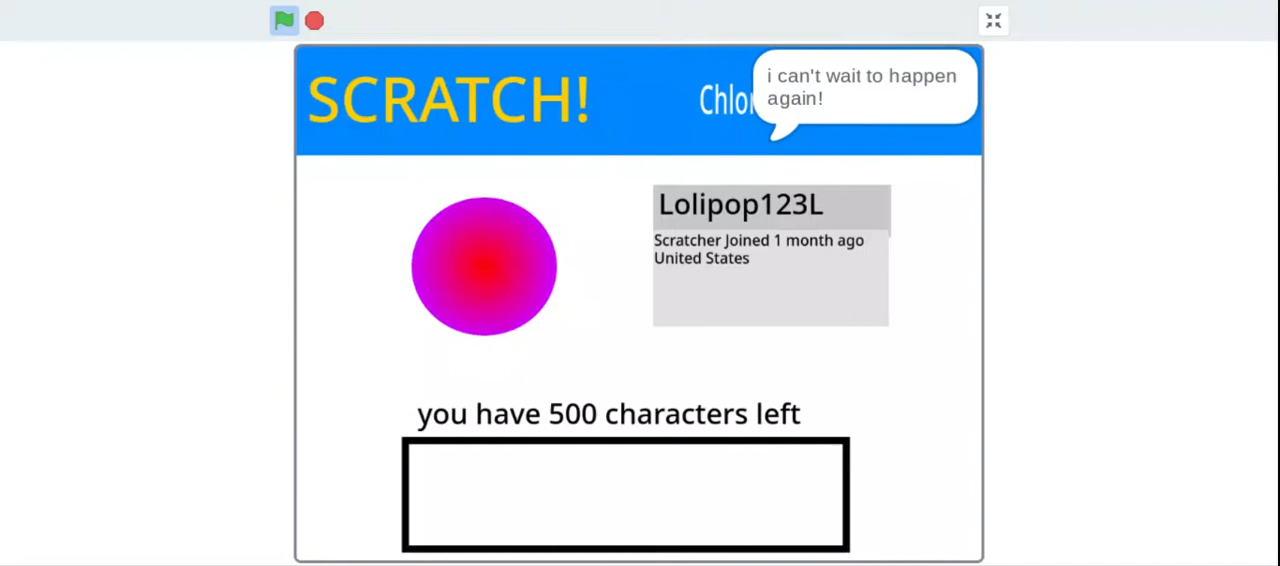 SCRATCH!
i can't wait to happen
again!
Lolipop123L
Scratcher Joined 1 month ago
United States
you have 500 characters left